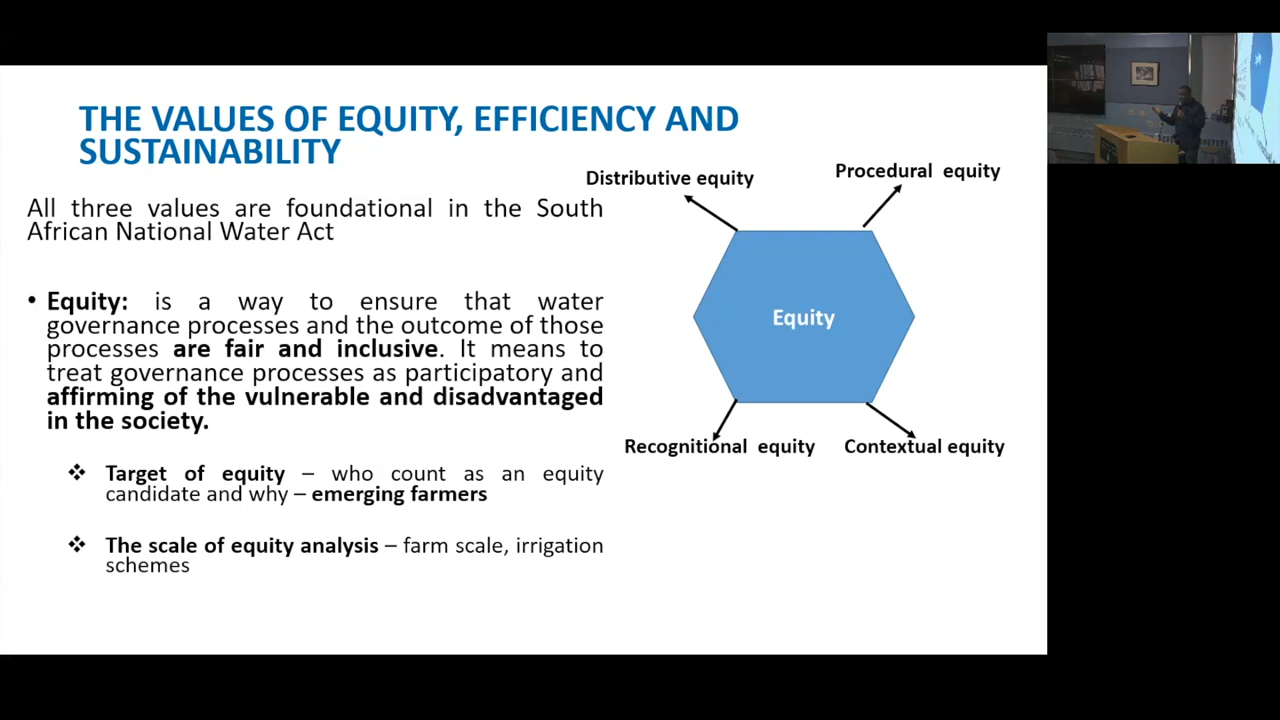 THE VALUES OF EQUITY, EFFICIENCY AND
SUSTAINABILITY
All three values are foundational in the South
African National Water Act
• Equity: is a way to ensure that water
governance processes and the outcome of those
processes are fair and inclusive. It means to
treat governance processes as participatory and
affirming of the vulnerable and disadvantaged
in the society.
❖ Target of equity – who count as an equity
candidate and why – emerging farmers
❖ The scale of equity analysis – farm scale, irrigation
schemes
Distributive equity
Procedural equity
Equity
Recognitional equity
Contextual equity